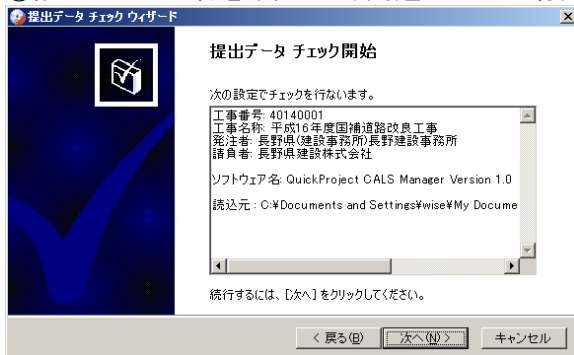 提出データ チェック ウィザード
提出データ チェック開始
次の設定でチェックを行ないます。
工事番号: 40140001
工事名称: 平成16年度国補道路改良工事
発注者: 長野県(建設事務所)長野建設事務所
請負者: 長野県建設株式会社
ソフトウェア名: QuickProject CALS Manager Version 1.0
読込元 : C:¥Documents and Settings¥wise¥My Docume
続行するには、[次へ] をクリックしてください。
< 戻る(B)
次へ(N) >
キャンセル